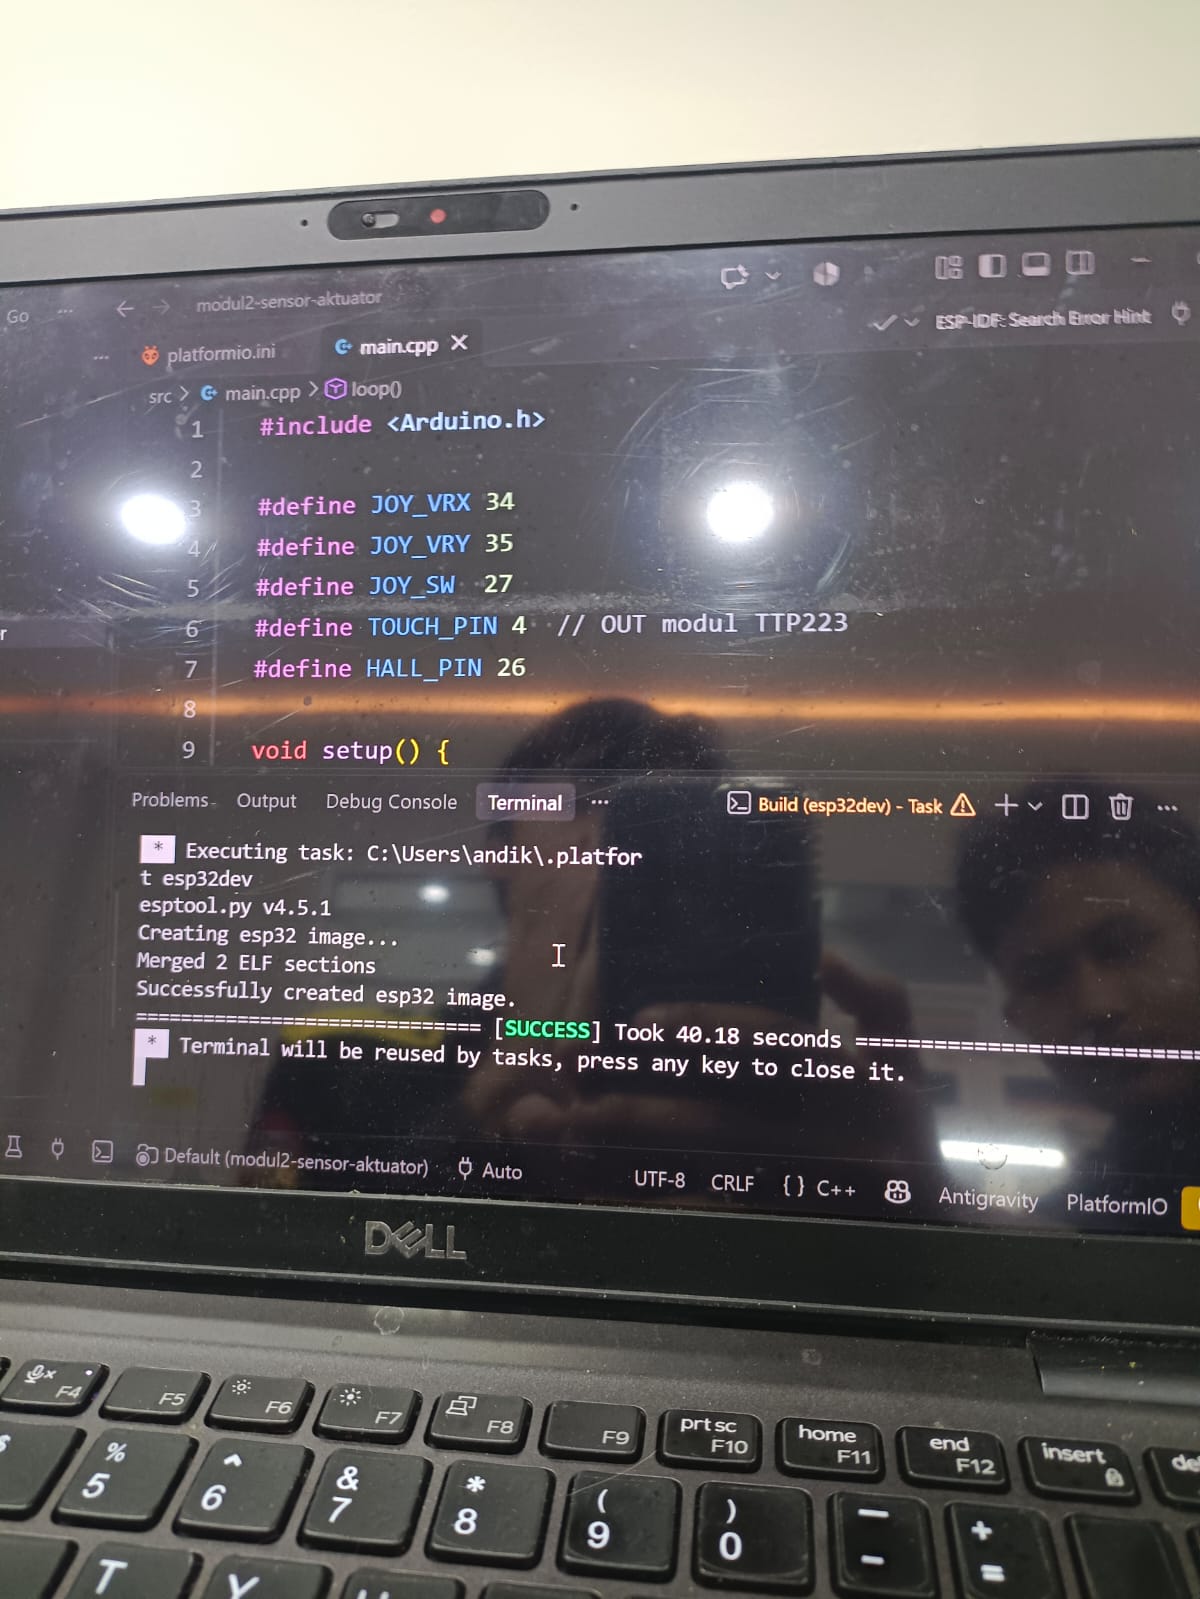 Go ··· ← → modul2-sensor-aktuator
ESP-IDF: Search Error Hint
··· platformio.ini main.cpp ×
src > main.cpp > loop()
1 #include <Arduino.h>
2
3 #define JOY_VRX 34
4 #define JOY_VRY 35
5 #define JOY_SW 27
6 #define TOUCH_PIN 4 // OUT modul TTP223
7 #define HALL_PIN 26
8
9 void setup() {
Problems Output Debug Console Terminal ··· Build (esp32dev) - Task
* Executing task: C:\Users\andik\.platfor
t esp32dev
esptool.py v4.5.1
Creating esp32 image...
Merged 2 ELF sections
Successfully created esp32 image.
============================== [SUCCESS] Took 40.18 seconds ==============================
* Terminal will be reused by tasks, press any key to close it.
Default (modul2-sensor-aktuator) Auto UTF-8 CRLF {} C++ Antigravity PlatformIO
DELL
F4 F5 F6 F7 F8 F9 prt sc F10 home F11 end F12 insert
% 5 ^ 6 & 7 * 8 ( 9 ) 0 - + =
T Y